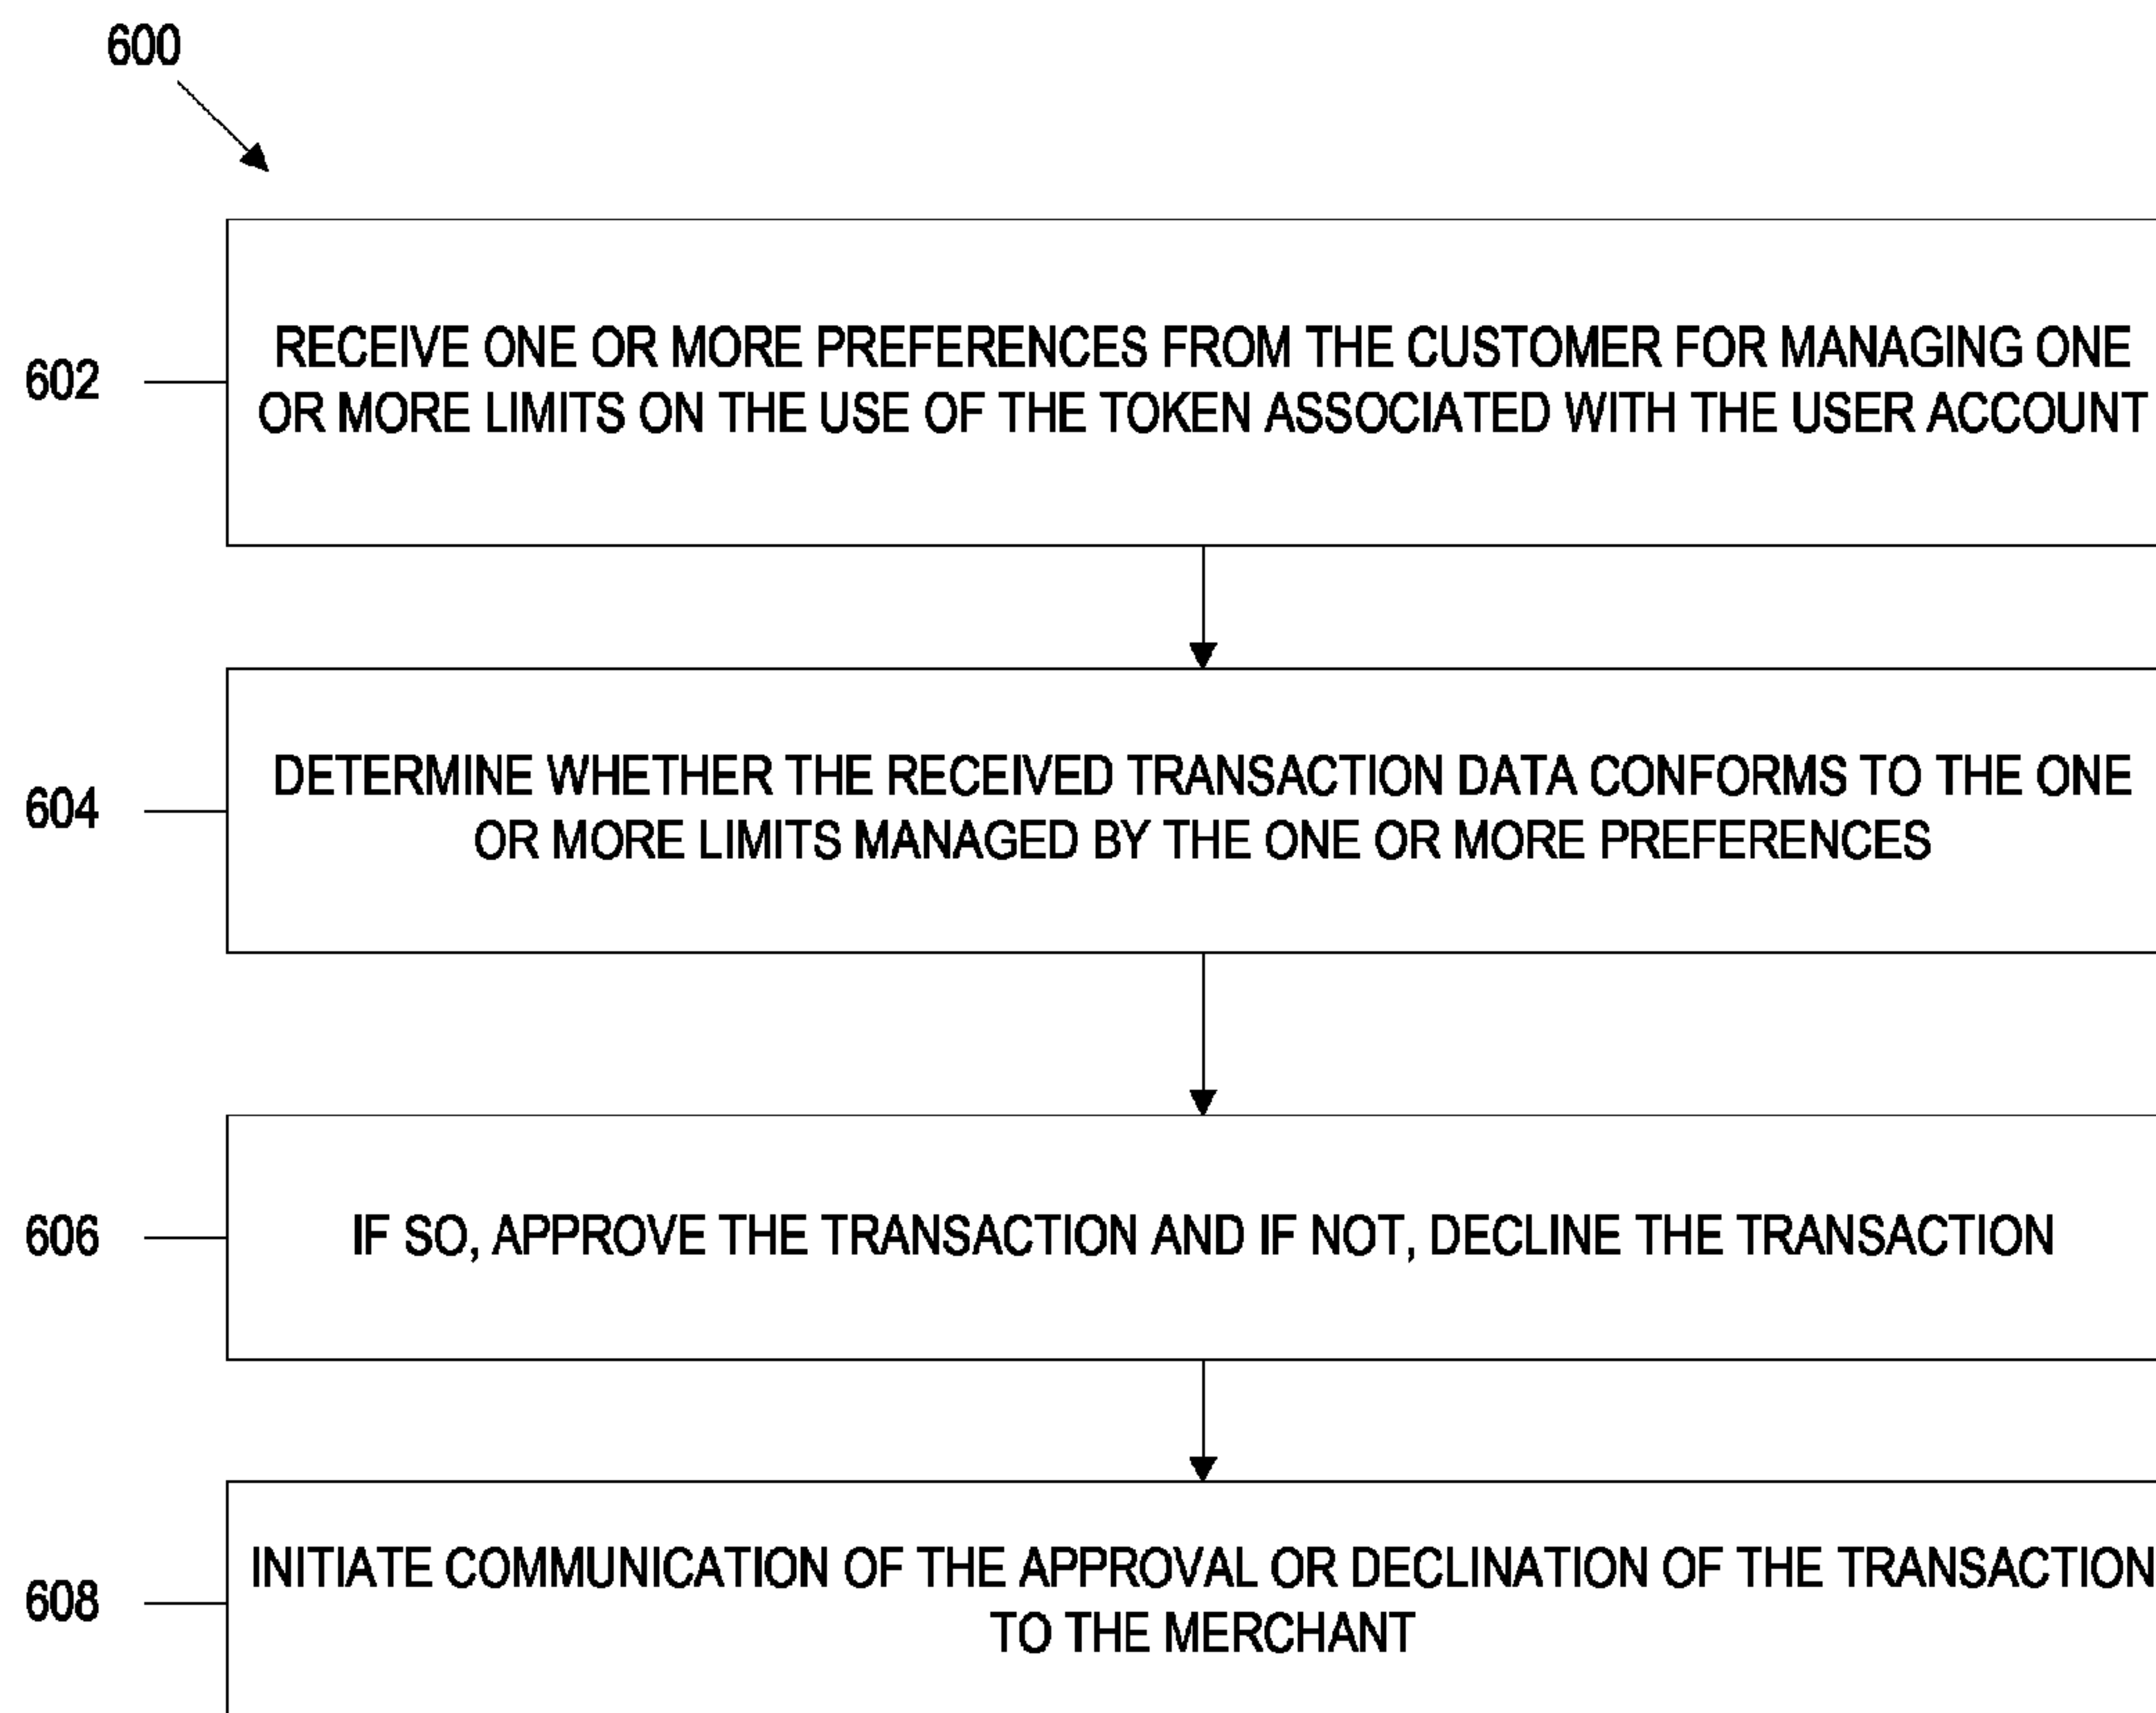 600
602
RECEIVE ONE OR MORE PREFERENCES FROM THE CUSTOMER FOR MANAGING ONE
OR MORE LIMITS ON THE USE OF THE TOKEN ASSOCIATED WITH THE USER ACCOUNT
604
DETERMINE WHETHER THE RECEIVED TRANSACTION DATA CONFORMS TO THE ONE
OR MORE LIMITS MANAGED BY THE ONE OR MORE PREFERENCES
606
IF SO, APPROVE THE TRANSACTION AND IF NOT, DECLINE THE TRANSACTION
608
INITIATE COMMUNICATION OF THE APPROVAL OR DECLINATION OF THE TRANSACTION
TO THE MERCHANT